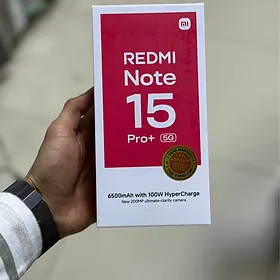 mi
REDMI
Note
15
Pro+ 5G
6500mAh with 100W HyperCharge
New 200MP ultimate-clarity camera